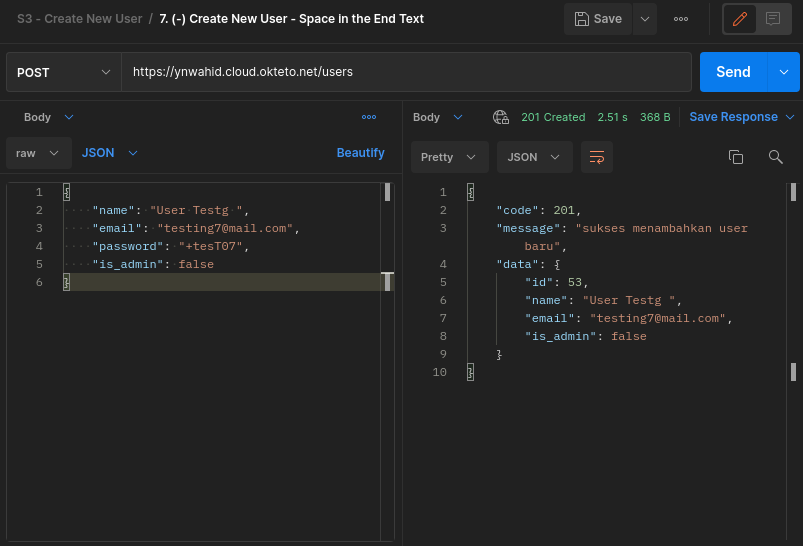 S3 - Create New User / 7. (-) Create New User - Space in the End Text
Save
POST
https://ynwahid.cloud.okteto.net/users
Send
Body
raw
JSON
Beautify
1 {
2 "name": "User Testg ",
3 "email": "testing7@mail.com",
4 "password": "+tesT07",
5 "is_admin": false
6 }
Body
201 Created 2.51 s 368 B
Save Response
Pretty
JSON
1 {
2 "code": 201,
3 "message": "sukses menambahkan user
baru",
4 "data": {
5 "id": 53,
6 "name": "User Testg ",
7 "email": "testing7@mail.com",
8 "is_admin": false
9 }
10 }